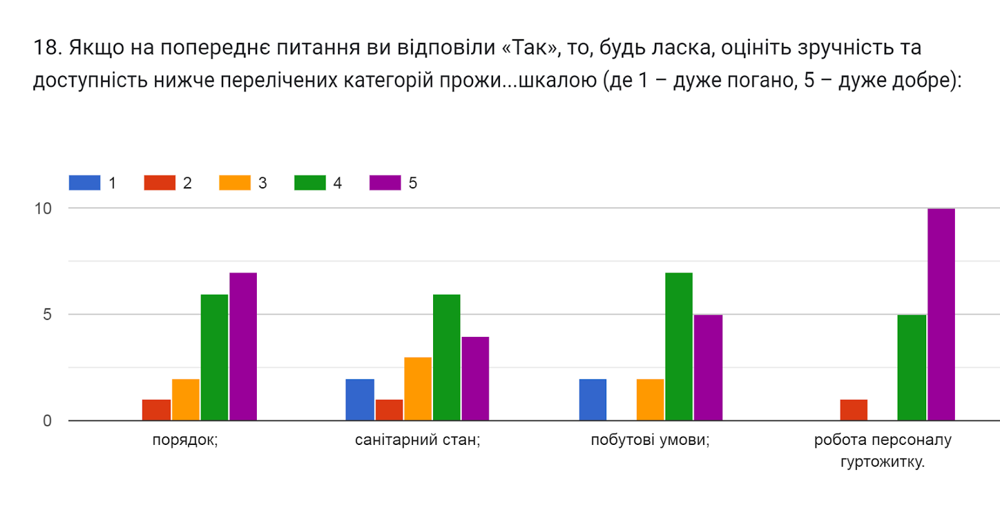 18. Якщо на попереднє питання ви відповіли «Так», то, будь ласка, оцініть зручність та
доступність нижче перелічених категорій прожи...шкалою (де 1 – дуже погано, 5 – дуже добре):
1 2 3 4 5
10
5
0
порядок; санітарний стан; побутові умови; робота персоналу
гуртожитку.